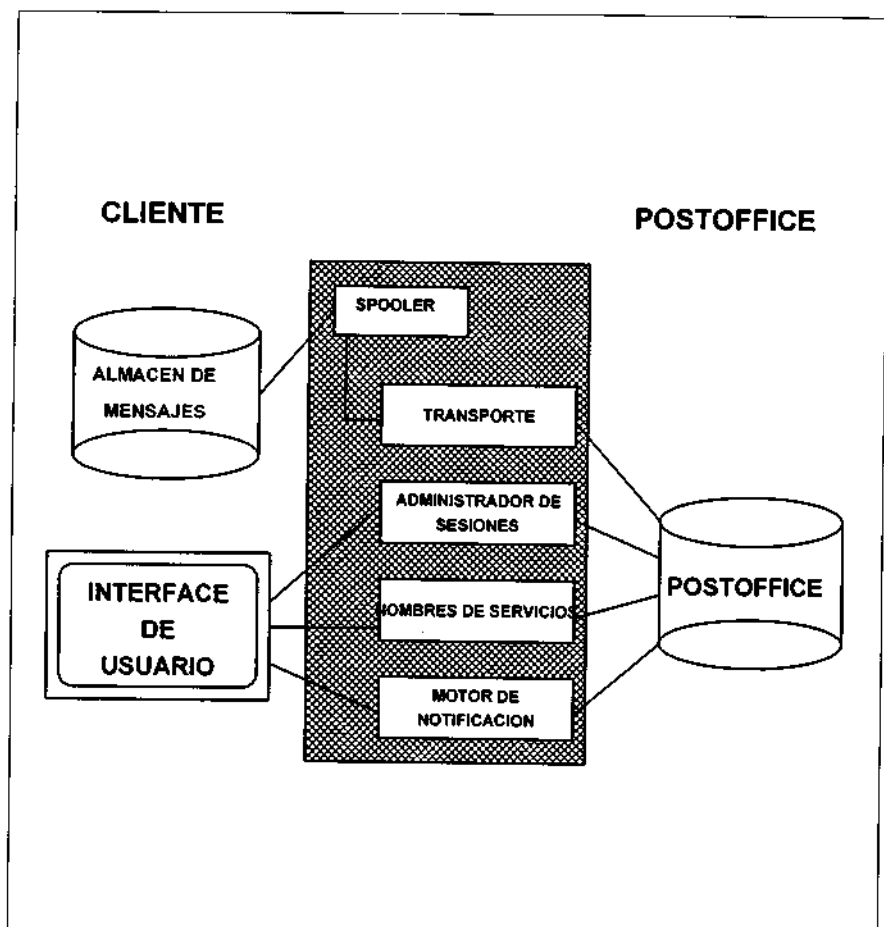 CLIENTE
POSTOFFICE
SPOOLER
ALMACEN DE
MENSAJES
TRANSPORTE
ADMINISTRADOR DE
SESIONES
INTERFACE
DE
USUARIO
NOMBRES DE SERVICIOS
POSTOFFICE
MOTOR DE
NOTIFICACION